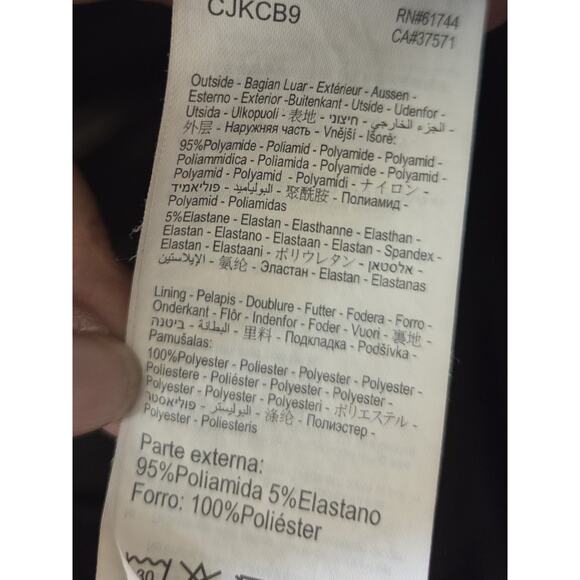 CJKCB9
RN#61744
CA#37571
Outside - Bagian Luar - Extérieur - Aussen -
Esterno - Exterior -Buitenkant - Utside - Udenfor -
Utsida - Ulkopuoli - 表地 - חיצוני - الجزء الخارجي -
外层 - Наружняя часть - Vnější - Išorė:
95%Polyamide - Poliamid - Polyamide - Polyamid -
Poliammidica - Poliamida - Polyamide - Polyamid -
Polyamid - Polyamid - Polyamidi - ナイロン -
פוליאמיד - البولياميد - 聚酰胺 - Полиамид -
Polyamid - Poliamidas
5%Elastane - Elastan - Elasthanne - Elasthan -
Elastan - Elastano - Elastaan - Elastan - Spandex -
Elastan - Elastaani - ポリウレタン - אלסטאן -
الإيلاستين - 氨纶 - Эластан - Elastan - Elastanas
Lining - Pelapis - Doublure - Futter - Fodera - Forro -
Onderkant - Flôr - Indenfor - Foder - Vuori - 裏地 -
ביטנה - البطانة - 里料 - Подкладка - Podšívka -
Pamušalas:
100%Polyester - Poliester - Polyester - Polyester -
Poliestere - Poliéster - Polyester - Polyester -
Polyester - Polyester - Polyesteri - ポリエステル -
פוליאסטר - البوليستر - 涤纶 - Полиэстер -
Polyester - Poliesteris
Parte externa:
95%Poliamida 5%Elastano
Forro: 100%Poliéster
30